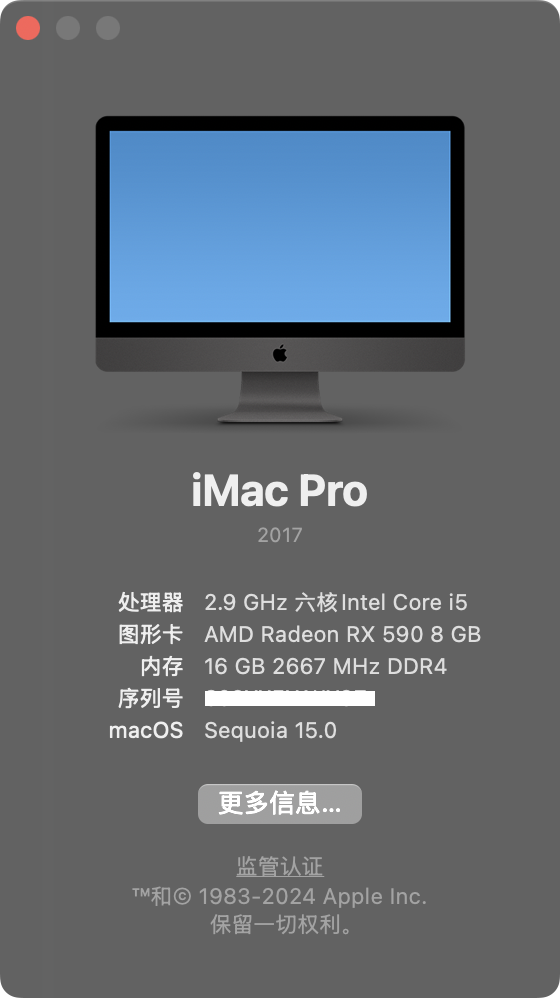 iMac Pro
2017
处理器 2.9 GHz 六核Intel Core i5
图形卡 AMD Radeon RX 590 8 GB
内存 16 GB 2667 MHz DDR4
序列号
macOS Sequoia 15.0
更多信息...
监管认证
™和© 1983-2024 Apple Inc.
保留一切权利。